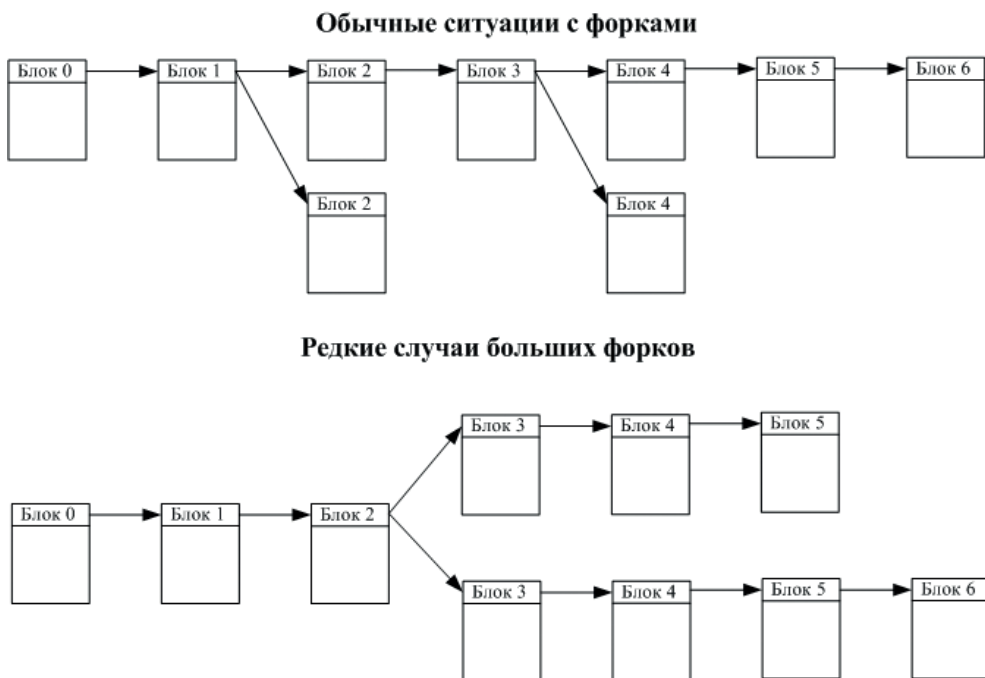 Обычные ситуации с форками
Блок 0 Блок 1 Блок 2 Блок 3 Блок 4 Блок 5 Блок 6
Блок 2 Блок 4
Редкие случаи больших форков
Блок 3 Блок 4 Блок 5
Блок 0 Блок 1 Блок 2
Блок 3 Блок 4 Блок 5 Блок 6